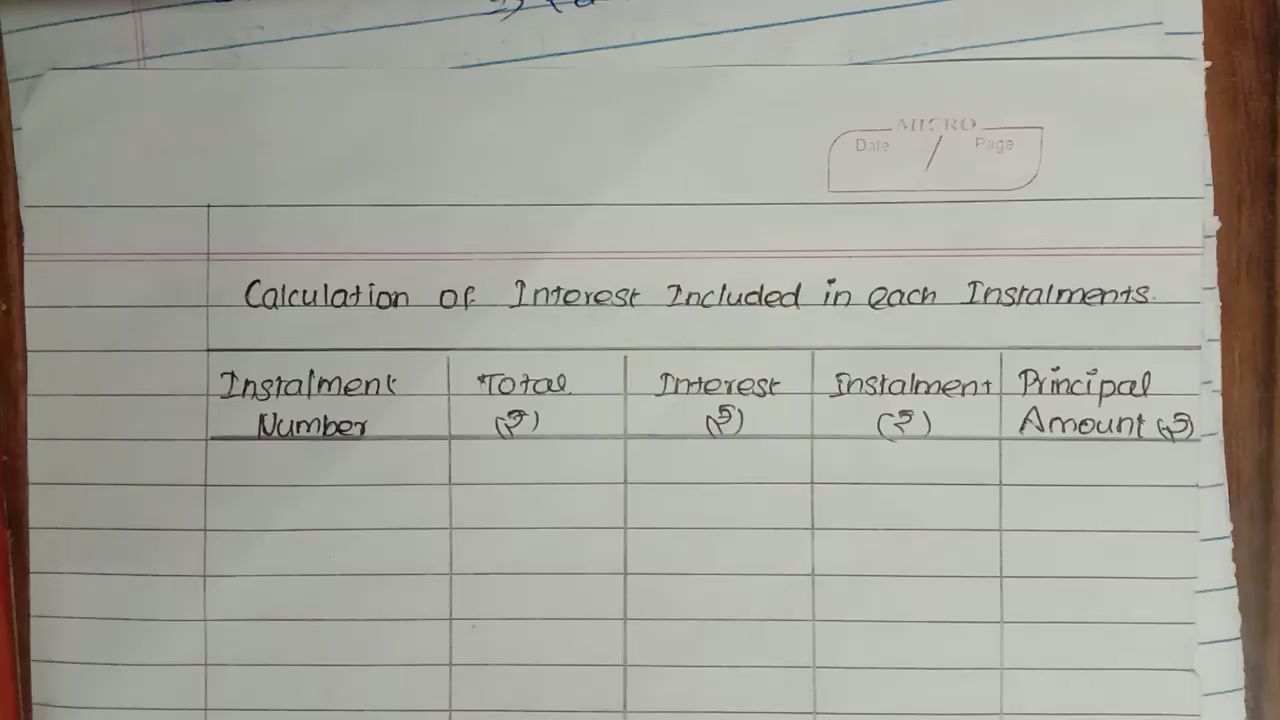 MICRO
Date / Page
Calculation of Interest Included in each Instalments.
Instalment Total Interest Instalment Principal
Number (₹) (₹) (₹) Amount (₹)